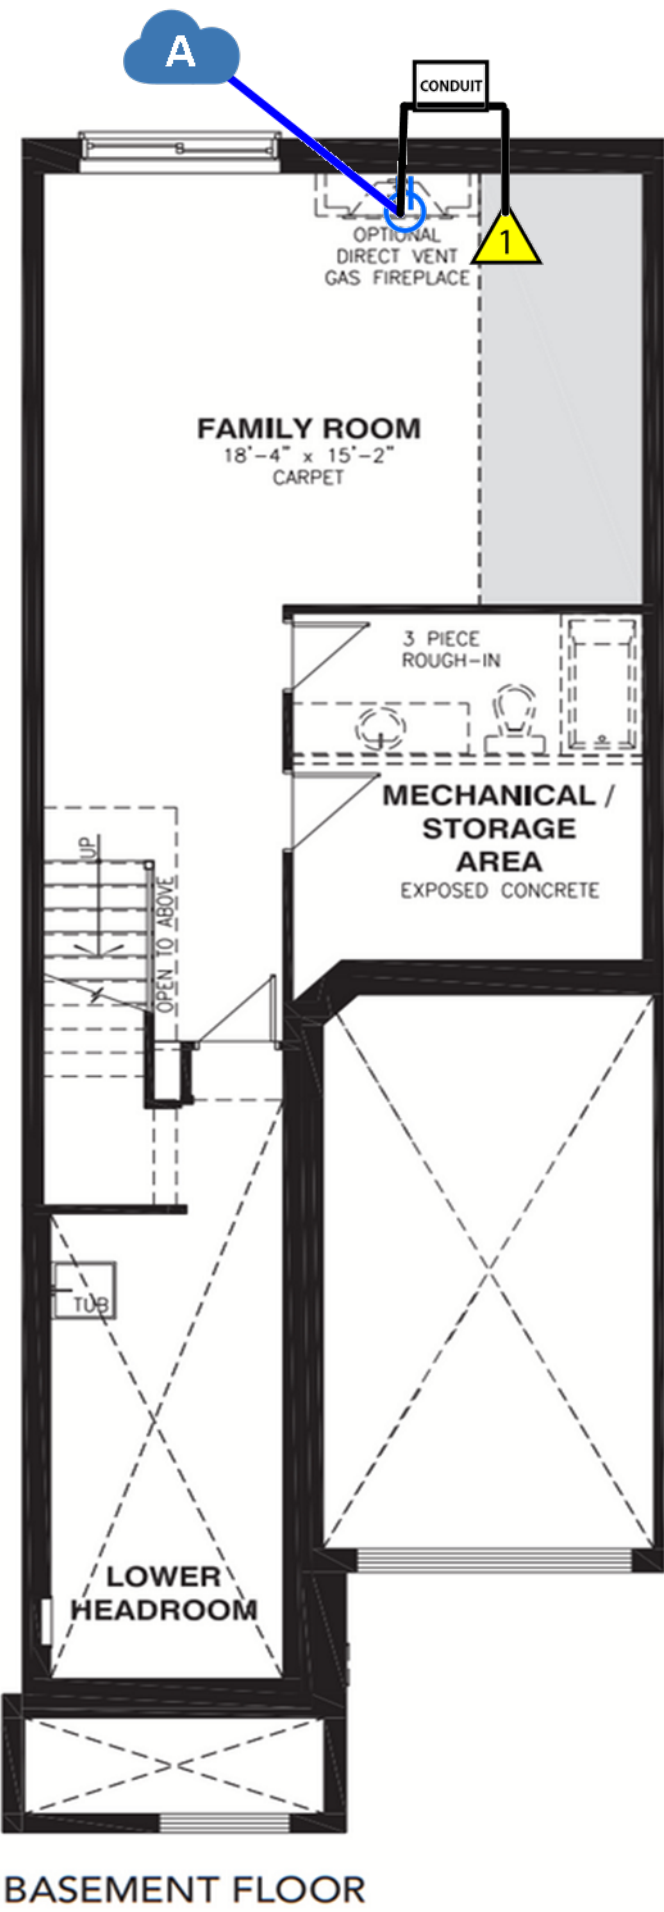 A
CONDUIT
1
OPTIONAL
DIRECT VENT
GAS FIREPLACE
FAMILY ROOM
18'-4" x 15'-2"
CARPET
3 PIECE
ROUGH-IN
MECHANICAL /
STORAGE
AREA
EXPOSED CONCRETE
UP
OPEN TO ABOVE
TUB
LOWER
HEADROOM
BASEMENT FLOOR